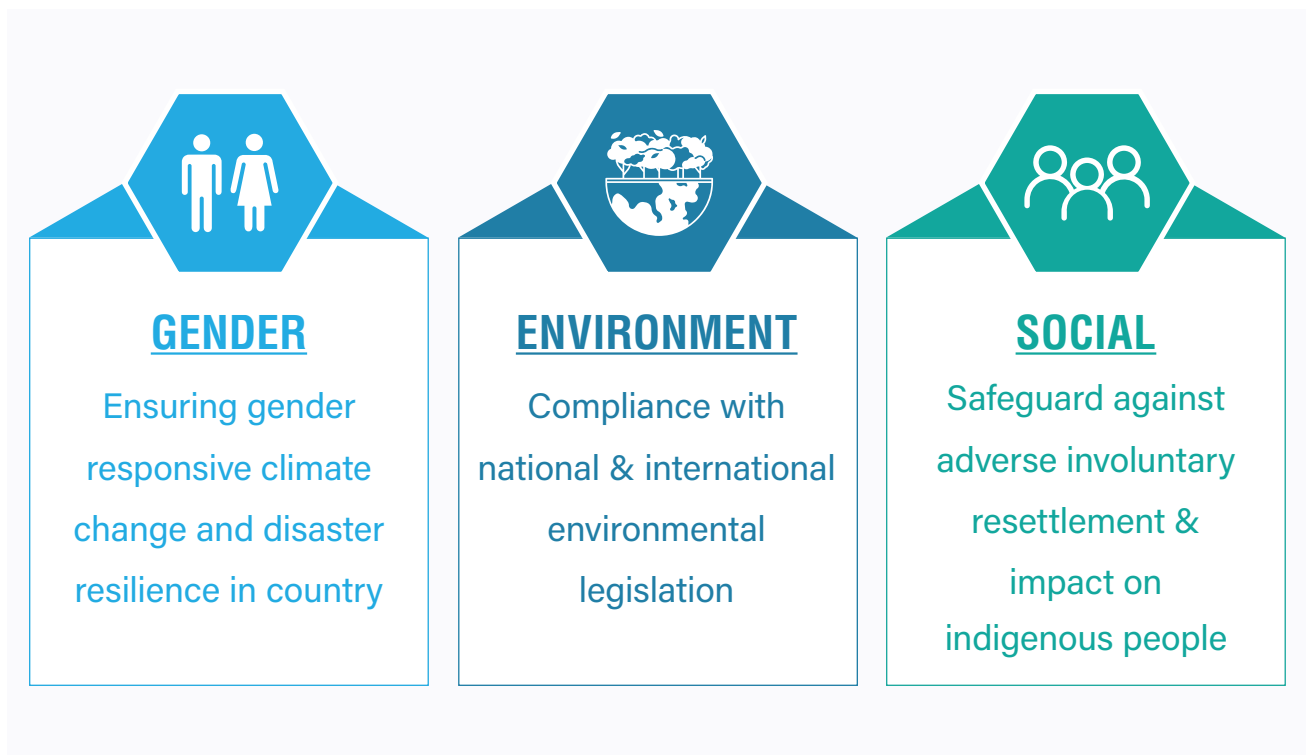 GENDER
Ensuring gender
responsive climate
change and disaster
resilience in country
ENVIRONMENT
Compliance with
national & international
environmental
legislation
SOCIAL
Safeguard against
adverse involuntary
resettlement &
impact on
indigenous people